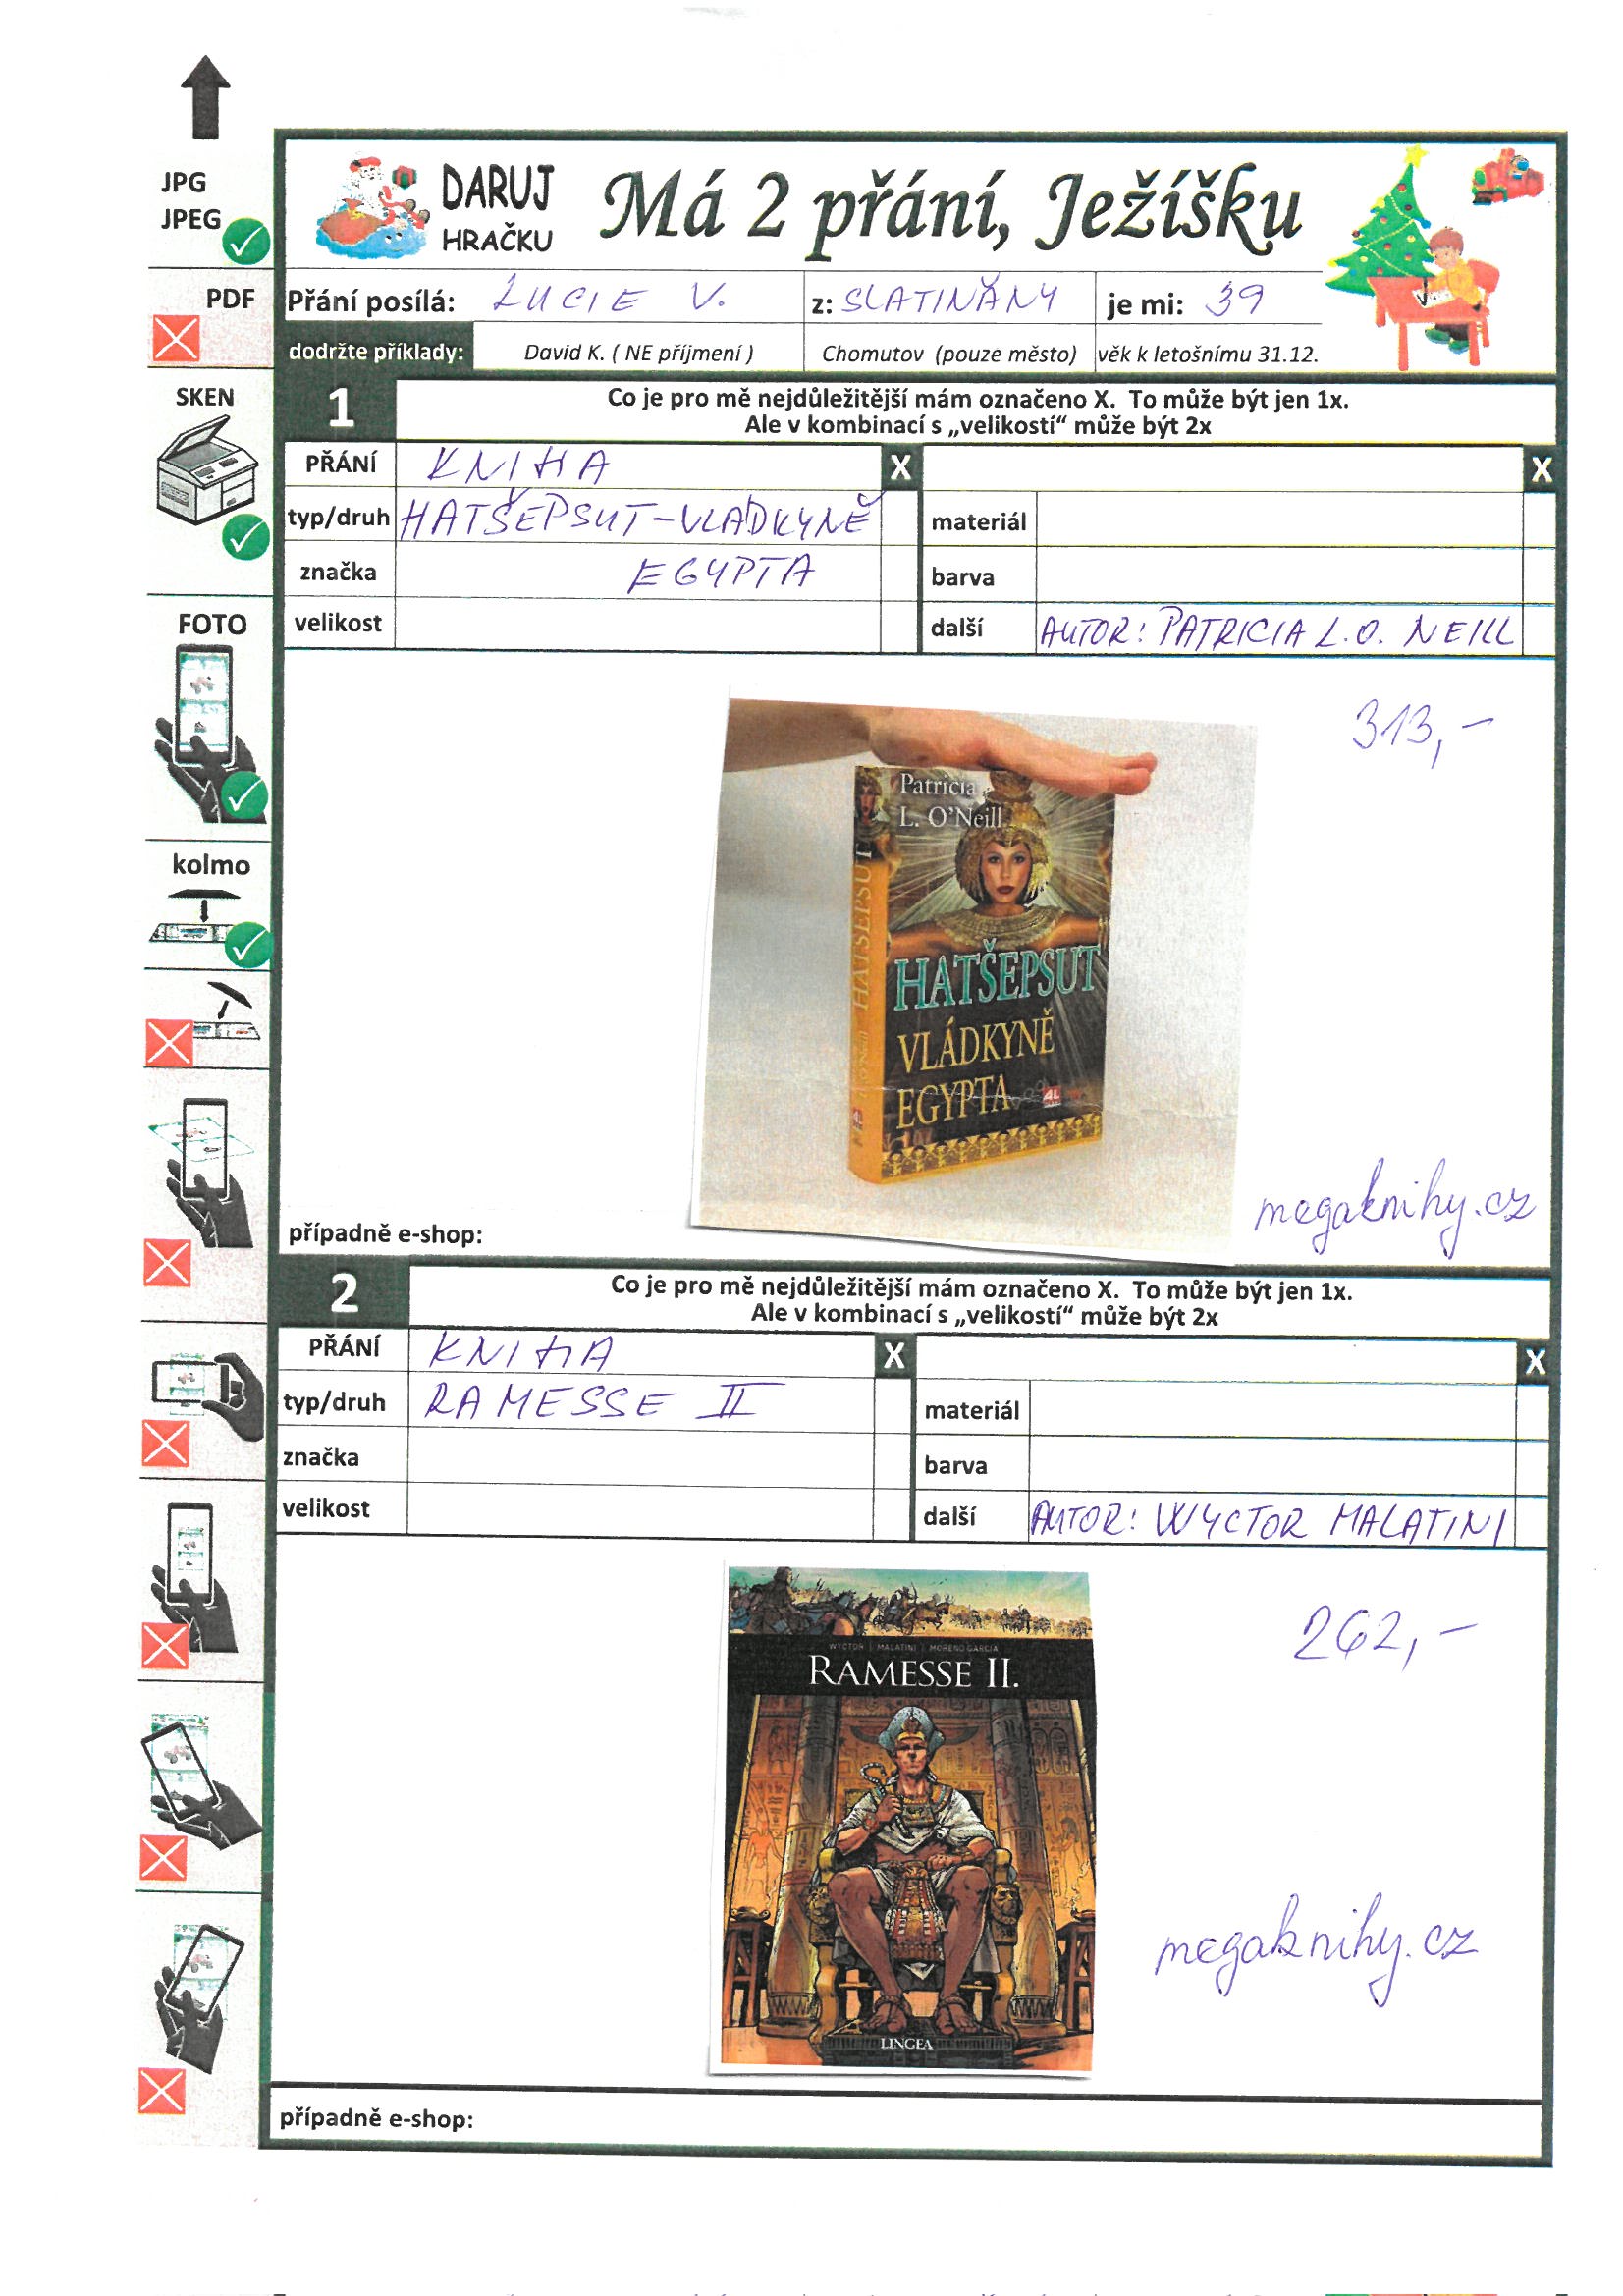 JPG
JPEG
PDF
SKEN
FOTO
kolmo
DARUJ
HRAČKU
Má 2 přání, Ježíšku
Přání posílá: LUCIE V. z: SLATIŇANY je mi: 39
dodržte příklady: David K. ( NE příjmení ) Chomutov (pouze město) věk k letošnímu 31.12.
1 Co je pro mě nejdůležitější mám označeno X. To může být jen 1x.
Ale v kombinací s „velikostí“ může být 2x
PŘÁNÍ KNIHA X X
typ/druh HATŠEPSUT-VLÁDKYNĚ materiál
značka EGYPTA barva
velikost další AUTOR: PATRICIA L.O. NEILL
313,-
Patricia
L. O'Neill
HATŠEPSUT
HATŠEPSUT
VLÁDKYNĚ
EGYPTA
megaknihy.cz
případně e-shop:
2 Co je pro mě nejdůležitější mám označeno X. To může být jen 1x.
Ale v kombinací s „velikostí“ může být 2x
PŘÁNÍ KNIHA X X
typ/druh RAMESSE II materiál
značka barva
velikost další AUTOR: WYCTOR MALATINI
262,-
WYCTOR | MALATINI | MORENO GARCÍA
RAMESSE II.
LINGEA
megaknihy.cz
případně e-shop: